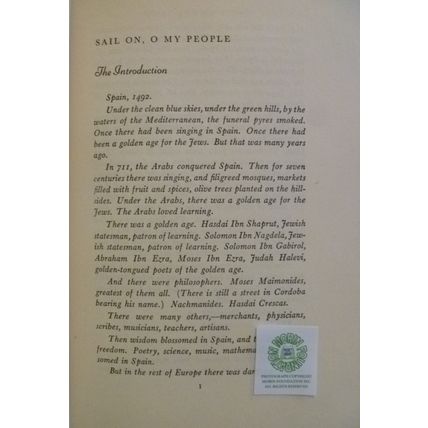 SAIL ON, O MY PEOPLE
The Introduction
Spain, 1492.
Under the clean blue skies, under the green hills, by the
waters of the Mediterranean, the funeral pyres smoked.
Once there had been singing in Spain. Once there had
been a golden age for the Jews. But that was many years
ago.
In 711, the Arabs conquered Spain. Then for seven
centuries there was singing, and filigreed mosques, markets
filled with fruit and spices, olive trees planted on the hill-
sides. Under the Arabs, there was a golden age for the
Jews. The Arabs loved learning.
There was a golden age. Hasdai Ibn Shaprut, Jewish
statesman, patron of learning. Solomon Ibn Nagdela, Jew-
ish statesman, patron of learning. Solomon Ibn Gabirol,
Abraham Ibn Ezra, Moses Ibn Ezra, Judah Halevi,
golden-tongued poets of the golden age.
And there were philosophers. Moses Maimonides,
greatest of them all. (There is still a street in Cordoba
bearing his name.) Nachmanides. Hasdai Crescas.
There were many others,—merchants, physicians,
scribes, musicians, teachers, artisans.
Then wisdom blossomed in Spain, and
freedom. Poetry, science, music, mathema
somed in Spain.
But in the rest of Europe there was dar
1
PHOTOGRAPH COPYRIGHT
FOUNDATION INC.
ALL RIGHTS RESERVED